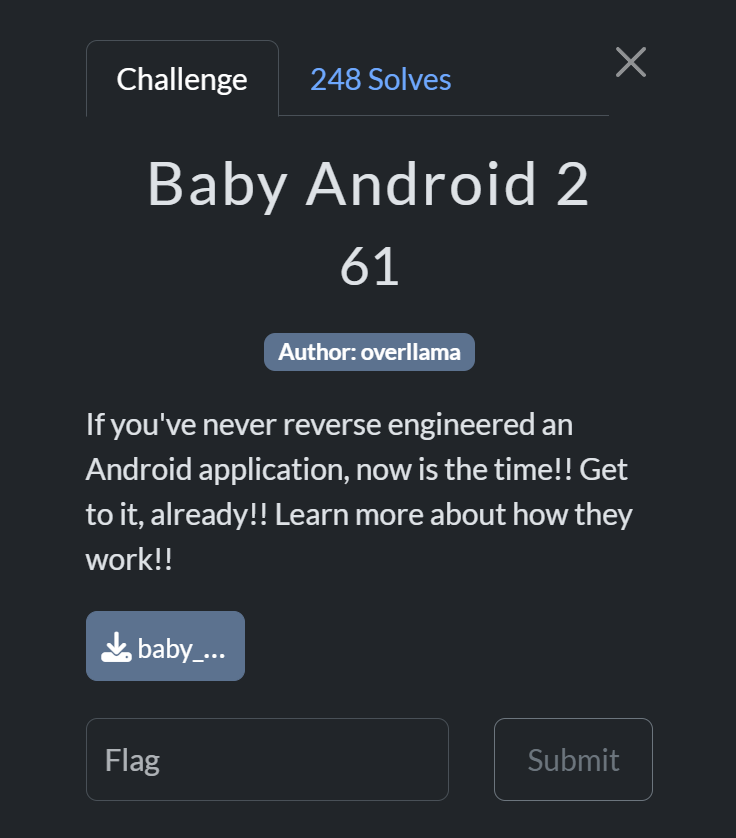 Challenge
248 Solves
Baby Android 2
61
Author: overllama
If you've never reverse engineered an
Android application, now is the time!! Get
to it, already!! Learn more about how they
work!!
baby_...
Flag
Submit